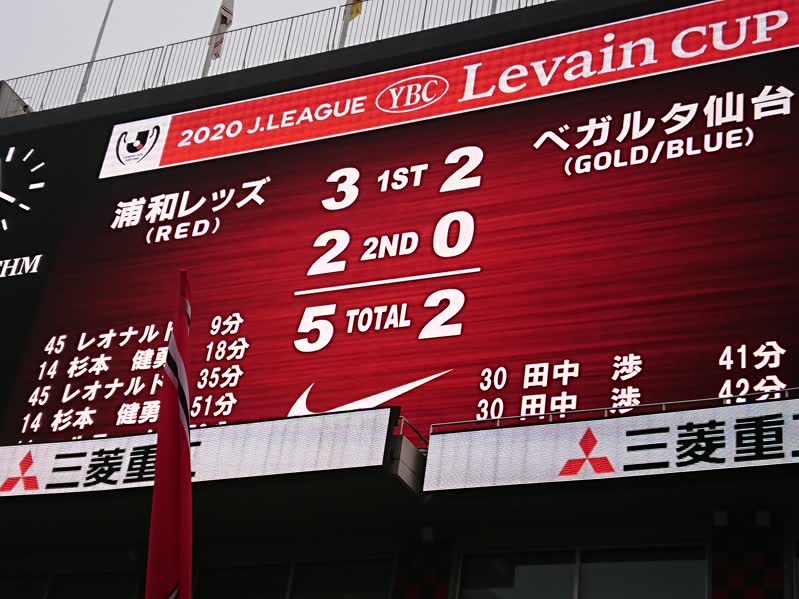 2020 J.LEAGUE YBC Levain CUP
浦和レッズ
(RED)
ベガルタ仙台
(GOLD/BLUE)
3 1ST 2
2 2ND 0
5 TOTAL 2
45 レオナルド 9分
14 杉本 健勇 18分
45 レオナルド 35分
14 杉本 健勇 51分
30 田中 渉 41分
30 田中 渉 42分
三菱重工
三菱重工